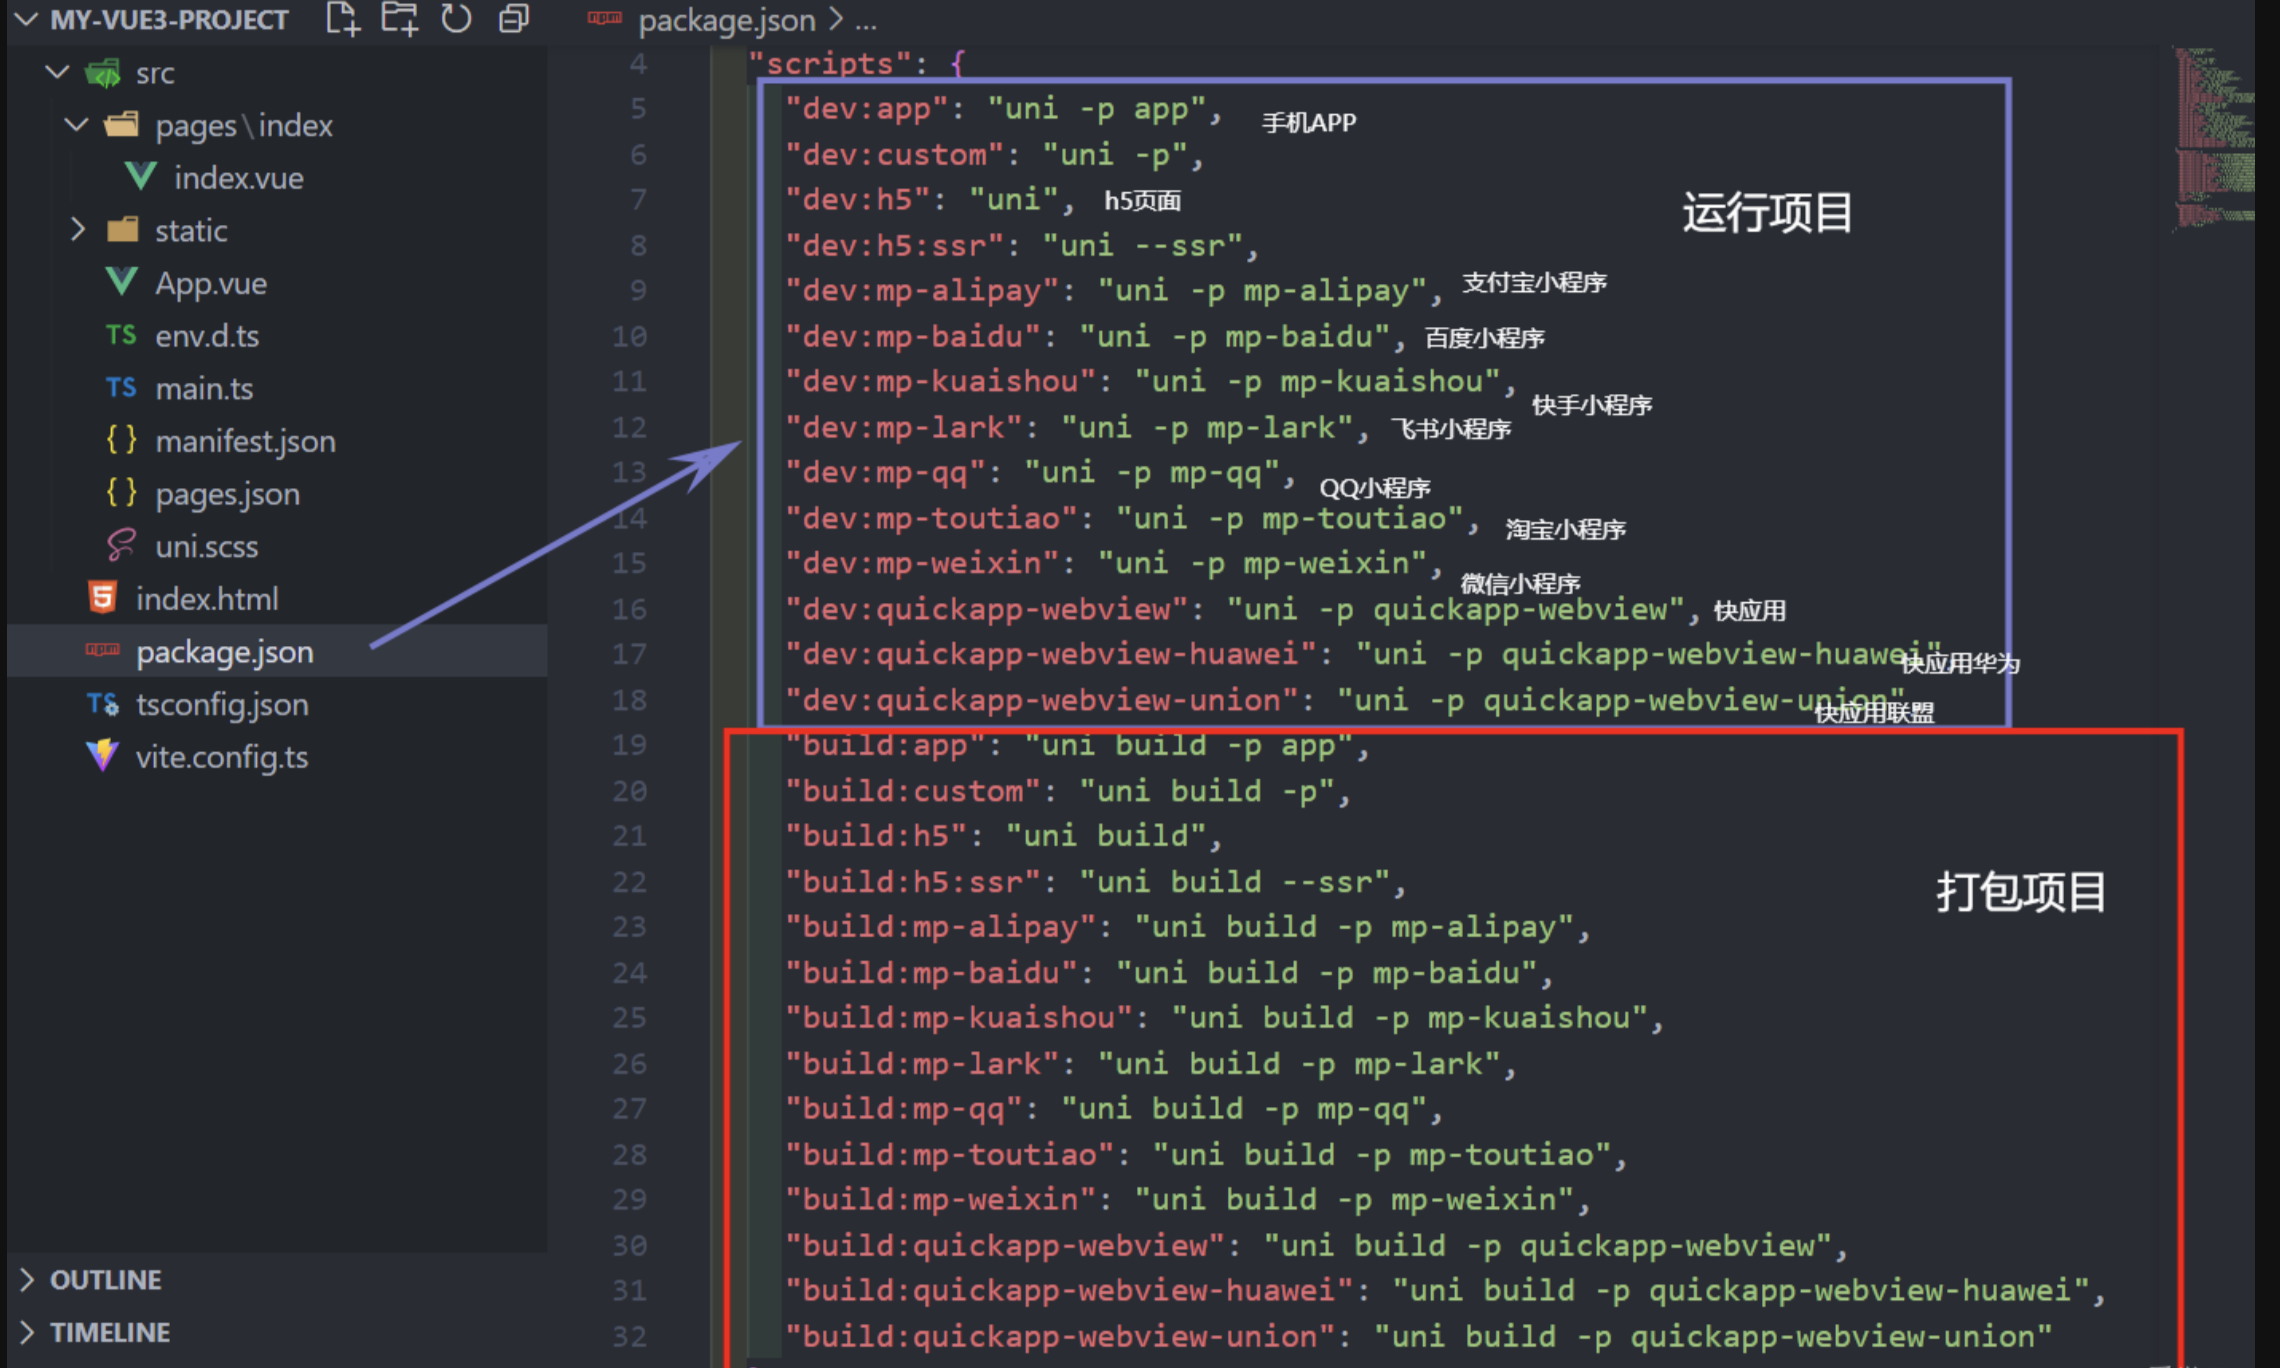 MY-VUE3-PROJECT
src
pages\index
index.vue
static
App.vue
env.d.ts
main.ts
manifest.json
pages.json
uni.scss
index.html
package.json
tsconfig.json
vite.config.ts
OUTLINE
TIMELINE
package.json > ...
4 "scripts": {
5 "dev:app": "uni -p app", 手机APP
6 "dev:custom": "uni -p",
7 "dev:h5": "uni", h5页面
运行项目
8 "dev:h5:ssr": "uni --ssr",
9 "dev:mp-alipay": "uni -p mp-alipay", 支付宝小程序
10 "dev:mp-baidu": "uni -p mp-baidu", 百度小程序
11 "dev:mp-kuaishou": "uni -p mp-kuaishou", 快手小程序
12 "dev:mp-lark": "uni -p mp-lark", 飞书小程序
13 "dev:mp-qq": "uni -p mp-qq", QQ小程序
14 "dev:mp-toutiao": "uni -p mp-toutiao", 淘宝小程序
15 "dev:mp-weixin": "uni -p mp-weixin", 微信小程序
16 "dev:quickapp-webview": "uni -p quickapp-webview", 快应用
17 "dev:quickapp-webview-huawei": "uni -p quickapp-webview-huawei", 快应用华为
18 "dev:quickapp-webview-union": "uni -p quickapp-webview-union" 快应用联盟
19 "build:app": "uni build -p app",
20 "build:custom": "uni build -p",
21 "build:h5": "uni build",
22 "build:h5:ssr": "uni build --ssr",
打包项目
23 "build:mp-alipay": "uni build -p mp-alipay",
24 "build:mp-baidu": "uni build -p mp-baidu",
25 "build:mp-kuaishou": "uni build -p mp-kuaishou",
26 "build:mp-lark": "uni build -p mp-lark",
27 "build:mp-qq": "uni build -p mp-qq",
28 "build:mp-toutiao": "uni build -p mp-toutiao",
29 "build:mp-weixin": "uni build -p mp-weixin",
30 "build:quickapp-webview": "uni build -p quickapp-webview",
31 "build:quickapp-webview-huawei": "uni build -p quickapp-webview-huawei",
32 "build:quickapp-webview-union": "uni build -p quickapp-webview-union"